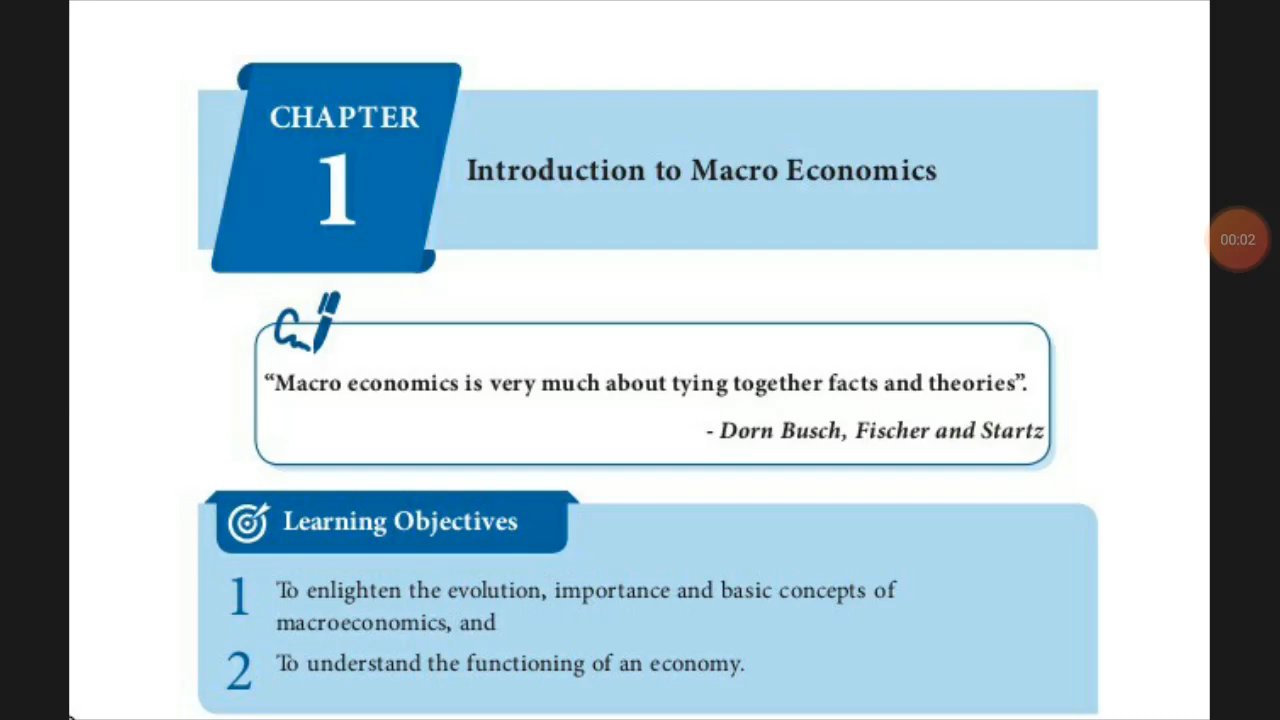 CHAPTER
1
Introduction to Macro Economics
00:02
“Macro economics is very much about tying together facts and theories”.
- Dorn Busch, Fischer and Startz
Learning Objectives
1 To enlighten the evolution, importance and basic concepts of
macroeconomics, and
2 To understand the functioning of an economy.